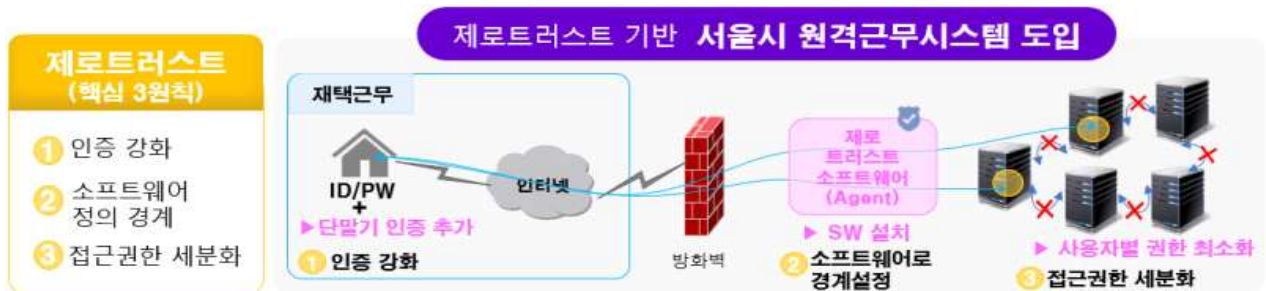 제로트러스트 기반 서울시 원격근무시스템 도입
제로트러스트
(핵심 3원칙)
1 인증 강화
2 소프트웨어
정의 경계
3 접근권한 세분화
재택근무
ID/PW
+
▶단말기 인증 추가
1 인증 강화
인터넷
방화벽
제로
트러스트
소프트웨어
(Agent)
▶ SW 설치
2 소프트웨어로
경계설정
▶ 사용자별 권한 최소화
3 접근권한 세분화